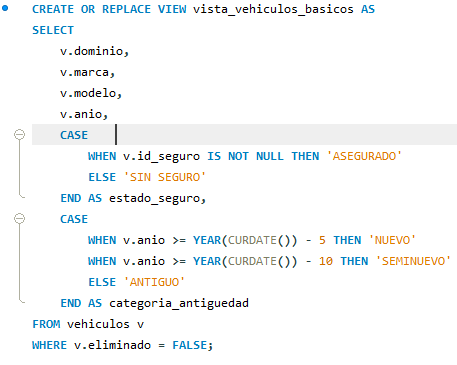 CREATE OR REPLACE VIEW vista_vehiculos_basicos AS
SELECT
    v.dominio,
    v.marca,
    v.modelo,
    v.anio,
    CASE
        WHEN v.id_seguro IS NOT NULL THEN 'ASEGURADO'
        ELSE 'SIN SEGURO'
    END AS estado_seguro,
    CASE
        WHEN v.anio >= YEAR(CURDATE()) - 5 THEN 'NUEVO'
        WHEN v.anio >= YEAR(CURDATE()) - 10 THEN 'SEMINUEVO'
        ELSE 'ANTIGUO'
    END AS categoria_antiguedad
FROM vehiculos v
WHERE v.eliminado = FALSE;